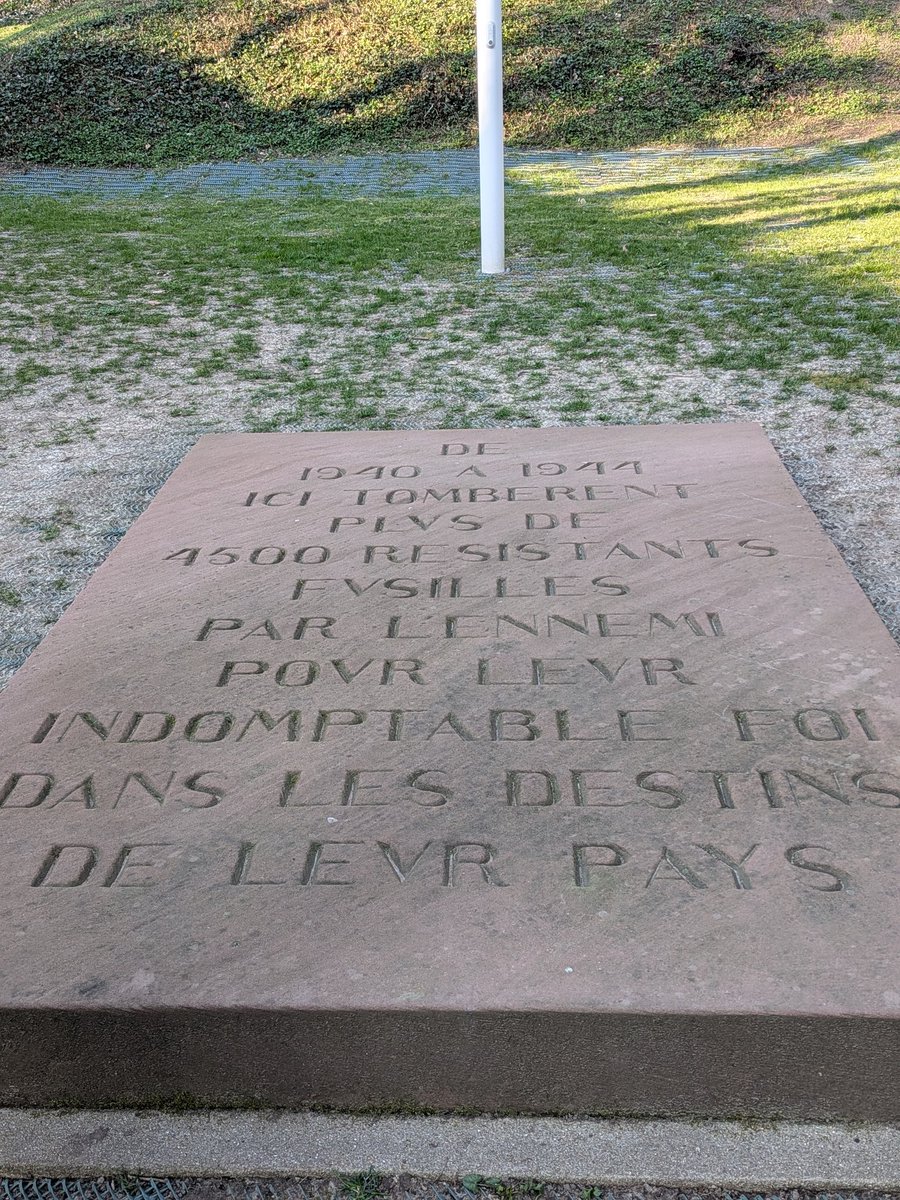 DE
1940 A 1944
ICI TOMBERENT
PLVS DE
4500 RESISTANTS
FVSILLES
PAR L'ENNEMI
POVR LEVR
INDOMPTABLE FOI
DANS LES DESTINS
DE LEVR PAYS